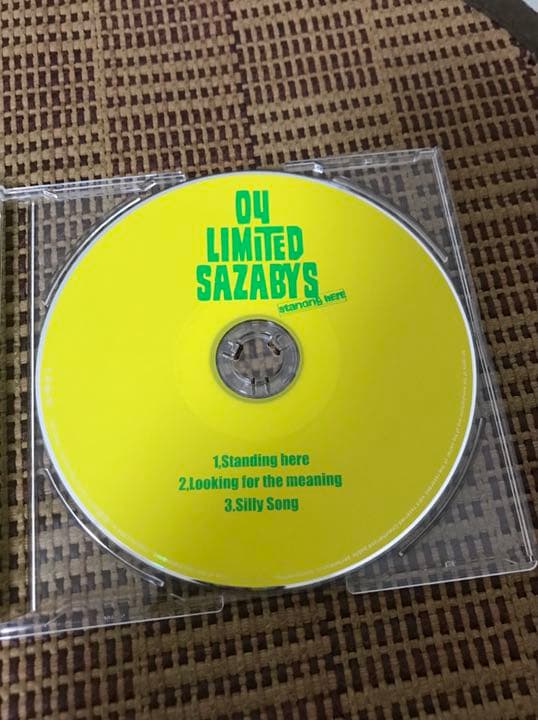 04
LIMITED
SAZABYS
standing here
1,Standing here
2,Looking for the meaning
3.Silly Song